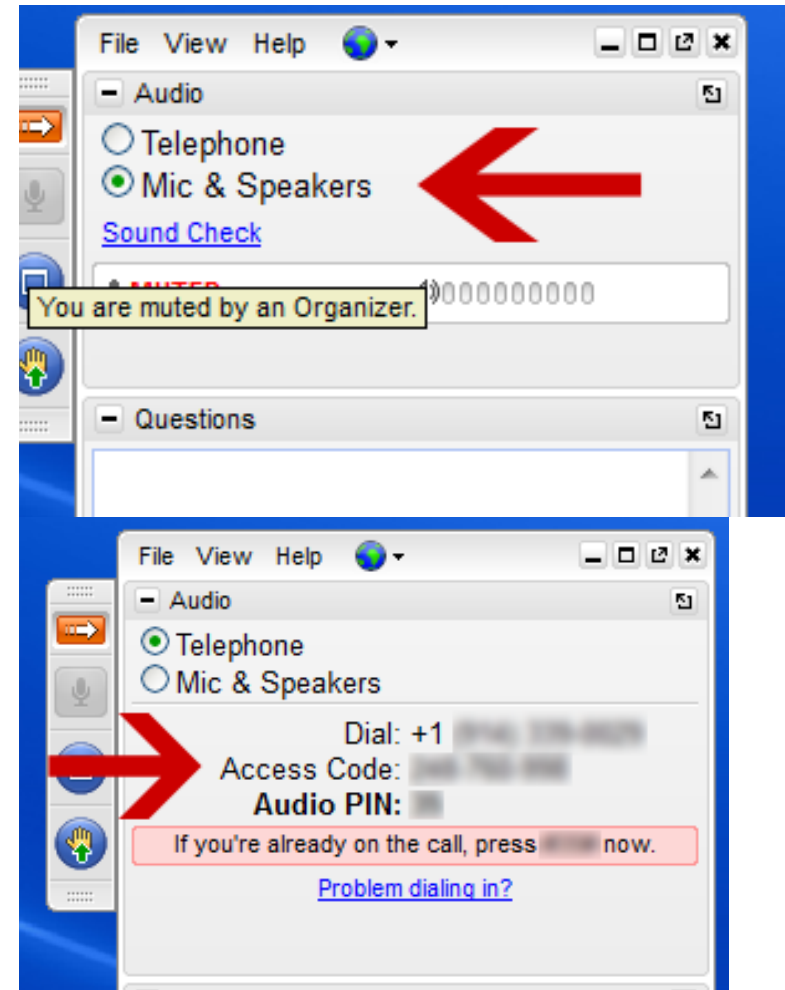 File View Help
Audio
Telephone
Mic & Speakers
Sound Check
MUTED
You are muted by an Organizer.
Questions
File View Help
Audio
Telephone
Mic & Speakers
Dial: +1
Access Code:
Audio PIN:
If you're already on the call, press now.
Problem dialing in?